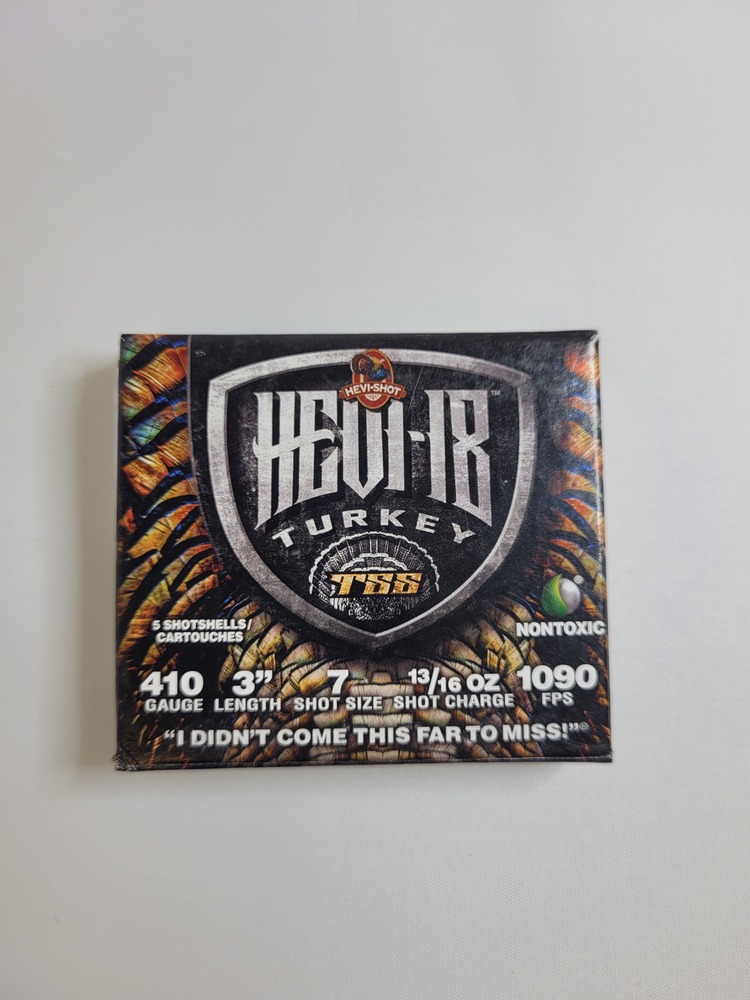 HEVI-SHOT
HEVI-18™
TURKEY
TSS
5 SHOTSHELLS/
CARTOUCHES
NONTOXIC
410 3” 7 13/16 OZ 1090
GAUGE LENGTH SHOT SIZE SHOT CHARGE FPS
“I DIDN'T COME THIS FAR TO MISS!”®